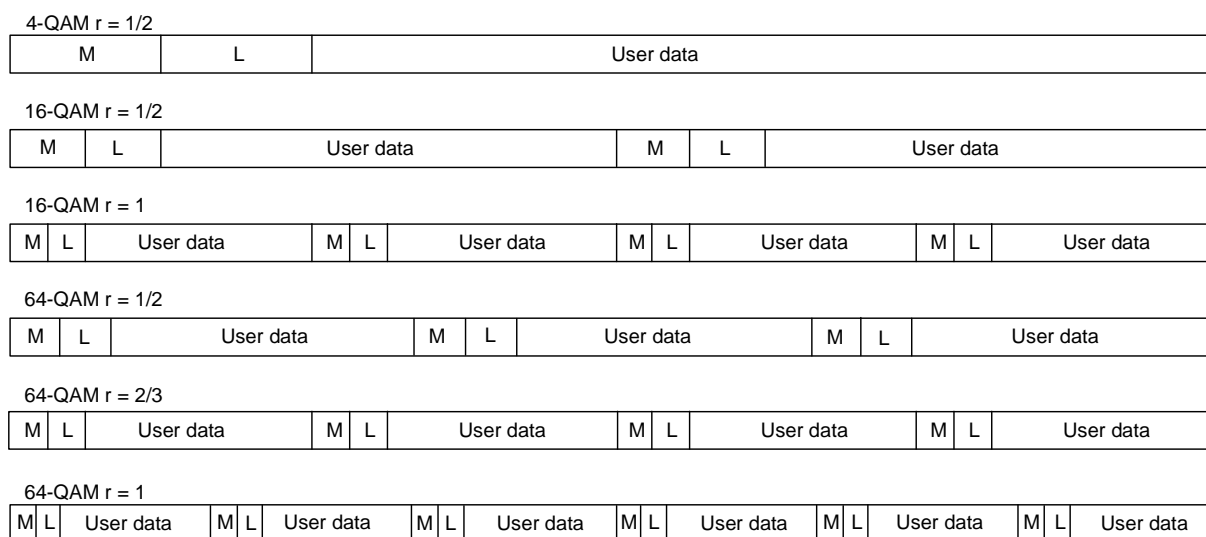 4-QAM r = 1/2
M L User data
16-QAM r = 1/2
M L User data M L User data
16-QAM r = 1
M L User data M L User data M L User data M L User data
64-QAM r = 1/2
M L User data M L User data M L User data
64-QAM r = 2/3
M L User data M L User data M L User data M L User data
64-QAM r = 1
M L User data M L User data M L User data M L User data M L User data M L User data